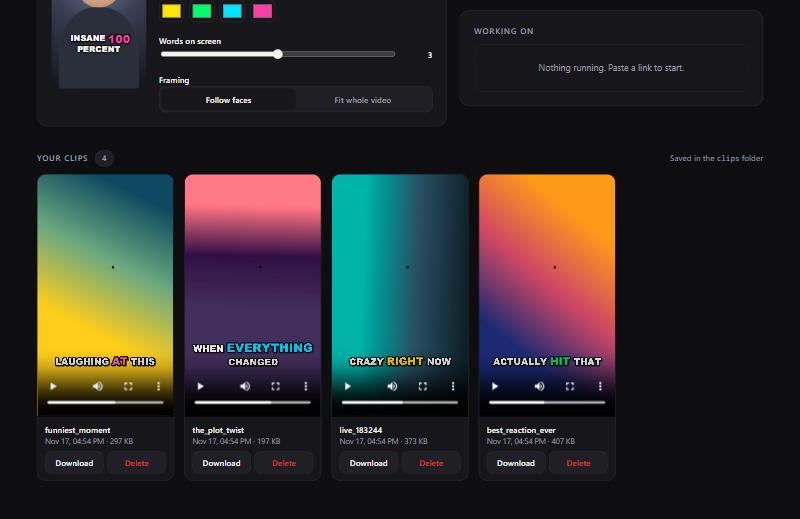 INSANE 100
PERCENT
Words on screen
3
Framing
Follow faces
Fit whole video
WORKING ON
Nothing running. Paste a link to start.
YOUR CLIPS 4
Saved in the clips folder
LAUGHING AT THIS
funniest_moment
Nov 17, 04:54 PM · 297 KB
Download
Delete
WHEN EVERYTHING
CHANGED
the_plot_twist
Nov 17, 04:54 PM · 197 KB
Download
Delete
CRAZY RIGHT NOW
live_183244
Nov 17, 04:54 PM · 373 KB
Download
Delete
ACTUALLY HIT THAT
best_reaction_ever
Nov 17, 04:54 PM · 407 KB
Download
Delete